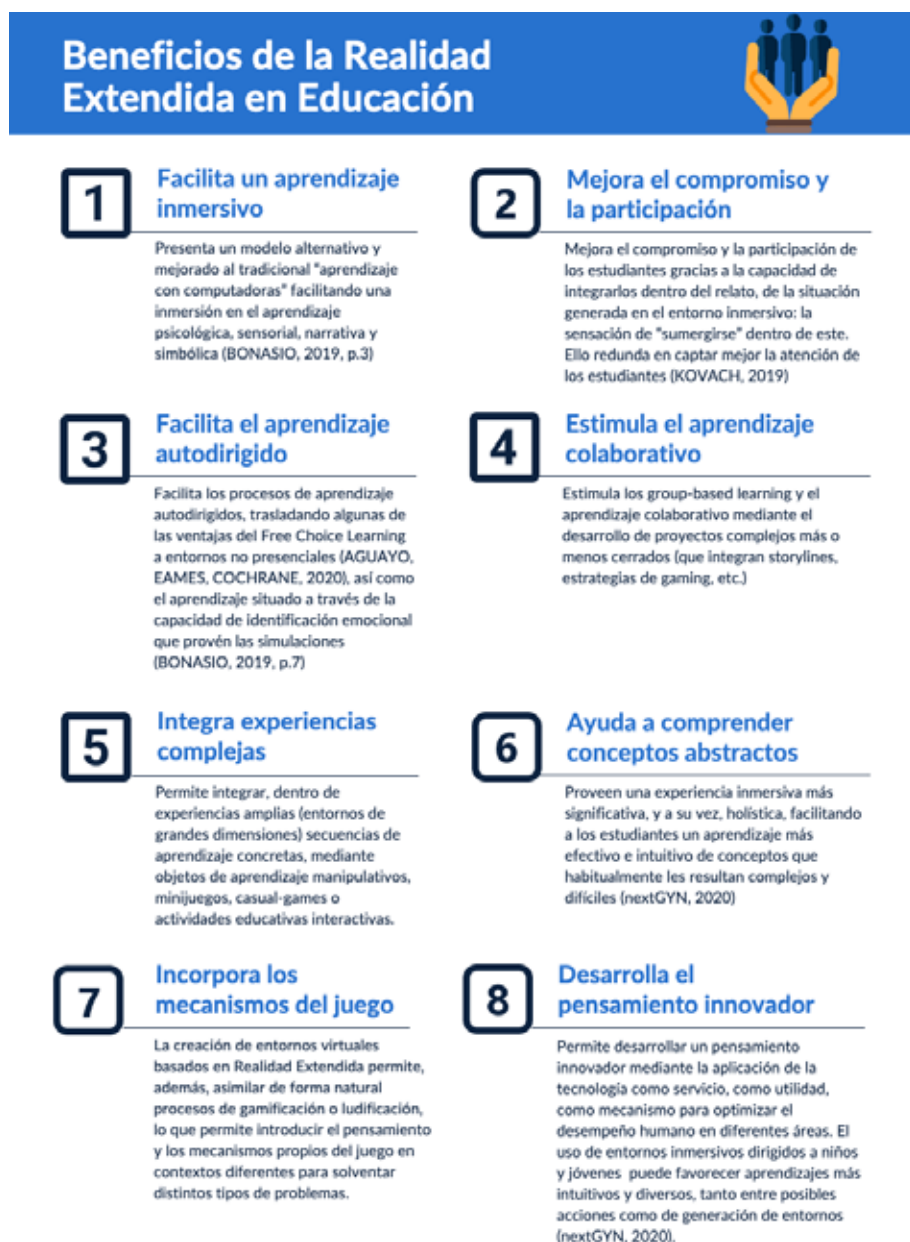 Beneficios de la Realidad
Extendida en Educación
1
Facilita un aprendizaje
inmersivo
Presenta un modelo alternativo y
mejorado al tradicional "aprendizaje
con computadoras" facilitando una
inmersión en el aprendizaje
psicológica, sensorial, narrativa y
simbólica (BONASIO, 2019, p.3)
2
Mejora el compromiso y
la participación
Mejora el compromiso y la participación de
los estudiantes gracias a la capacidad de
integrarlos dentro del relato, de la situación
generada en el entorno inmersivo: la
sensación de "sumergirse" dentro de este.
Ello redunda en captar mejor la atención de
los estudiantes (KOVACH, 2019)
3
Facilita el aprendizaje
autodirigido
Facilita los procesos de aprendizaje
autodirigidos, trasladando algunas de
las ventajas del Free Choice Learning
a entornos no presenciales (AGUAYO,
EAMES, COCHRANE, 2020), así como
el aprendizaje situado a través de la
capacidad de identificación emocional
que provén las simulaciones
(BONASIO, 2019, p.7)
4
Estimula el aprendizaje
colaborativo
Estimula los group-based learning y el
aprendizaje colaborativo mediante el
desarrollo de proyectos complejos más o
menos cerrados (que integran storylines,
estrategias de gaming, etc.)
5
Integra experiencias
complejas
Permite integrar, dentro de
experiencias amplias (entornos de
grandes dimensiones) secuencias de
aprendizaje concretas, mediante
objetos de aprendizaje manipulativos,
minijuegos, casual-games o
actividades educativas interactivas.
6
Ayuda a comprender
conceptos abstractos
Proveen una experiencia inmersiva más
significativa, y a su vez, holística, facilitando
a los estudiantes un aprendizaje más
efectivo e intuitivo de conceptos que
habitualmente les resultan complejos y
difíciles (nextGYN, 2020)
7
Incorpora los
mecanismos del juego
La creación de entornos virtuales
basados en Realidad Extendida permite,
además, asimilar de forma natural
procesos de gamificación o ludificación,
lo que permite introducir el pensamiento
y los mecanismos propios del juego en
contextos diferentes para solventar
distintos tipos de problemas.
8
Desarrolla el
pensamiento innovador
Permite desarrollar un pensamiento
innovador mediante la aplicación de la
tecnología como servicio, como utilidad,
como mecanismo para optimizar el
desempeño humano en diferentes áreas. El
uso de entornos inmersivos dirigidos a niños
y jóvenes puede favorecer aprendizajes más
intuitivos y diversos, tanto entre posibles
acciones como de generación de entornos
(nextGYN, 2020).